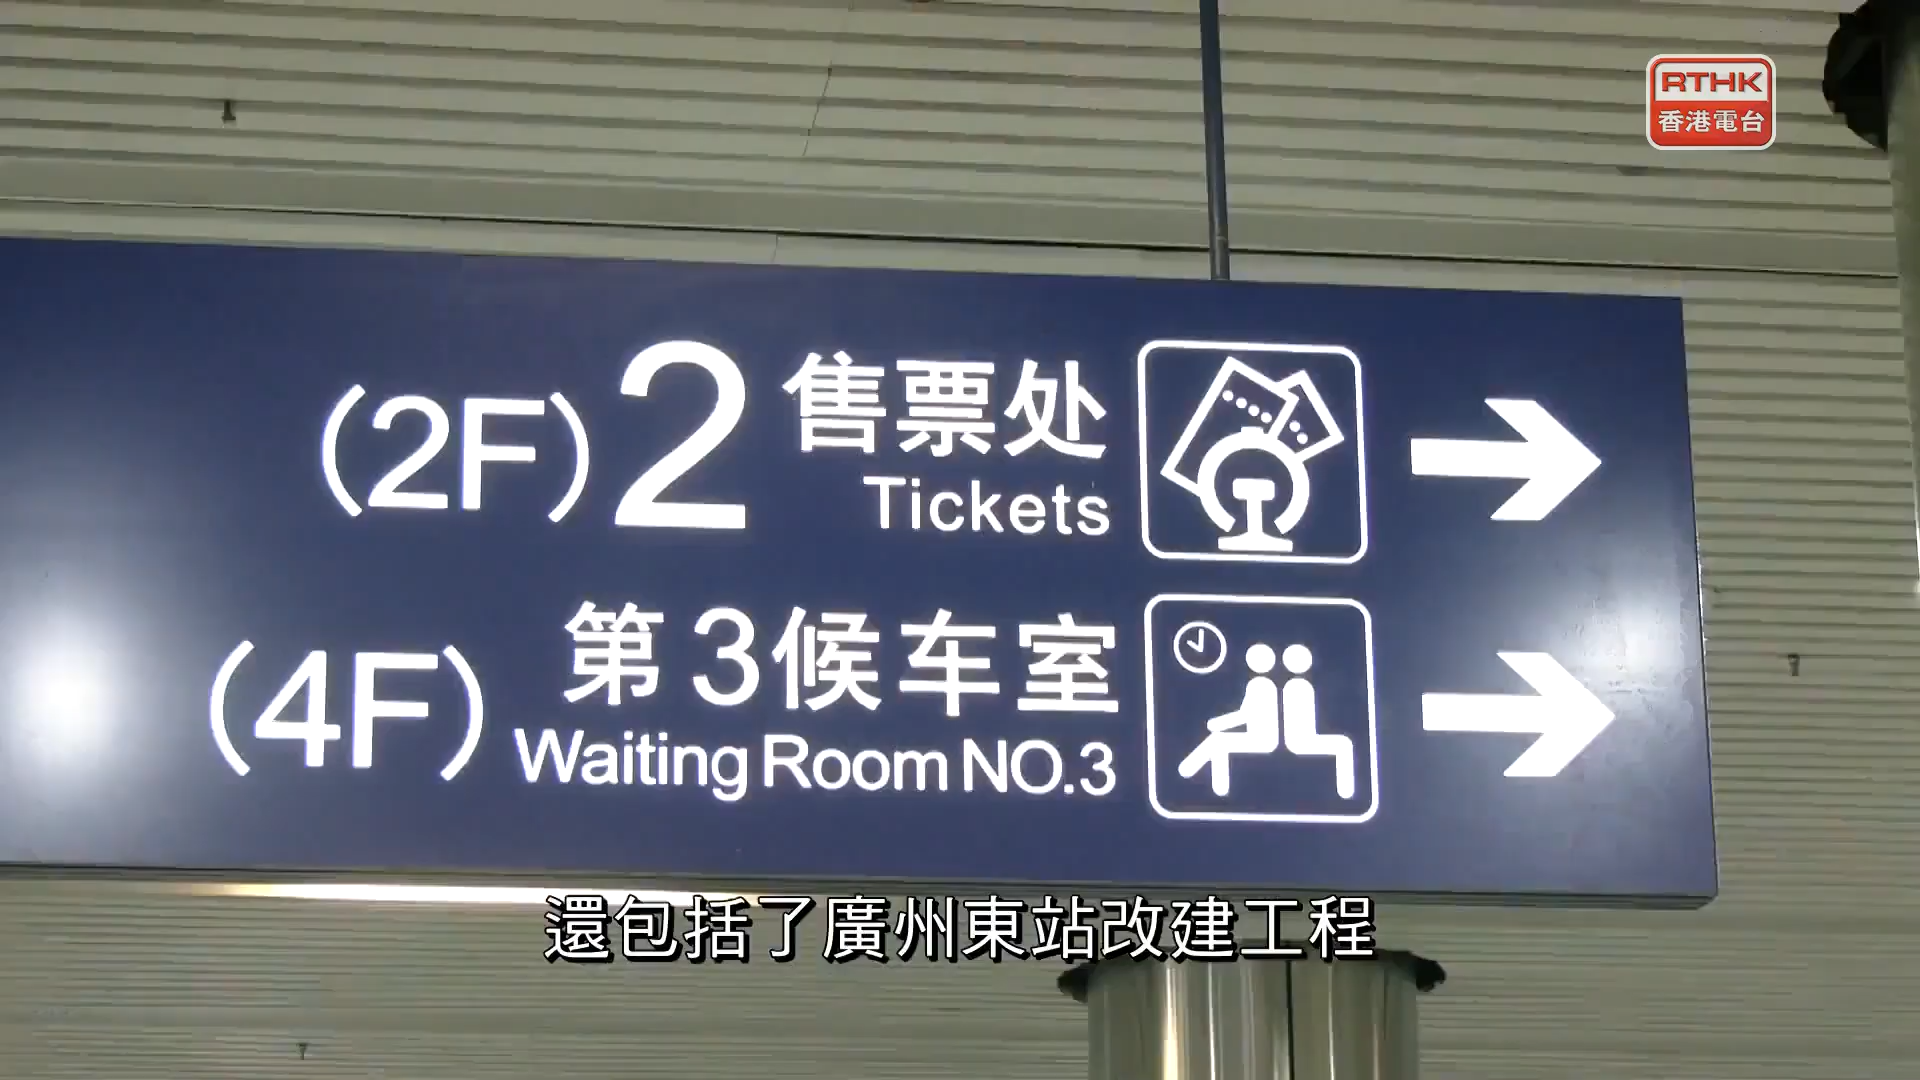 RTHK
香港電台
(2F) 2 售票处
Tickets
(4F) 第3候车室
Waiting Room NO.3
還包括了廣州東站改建工程